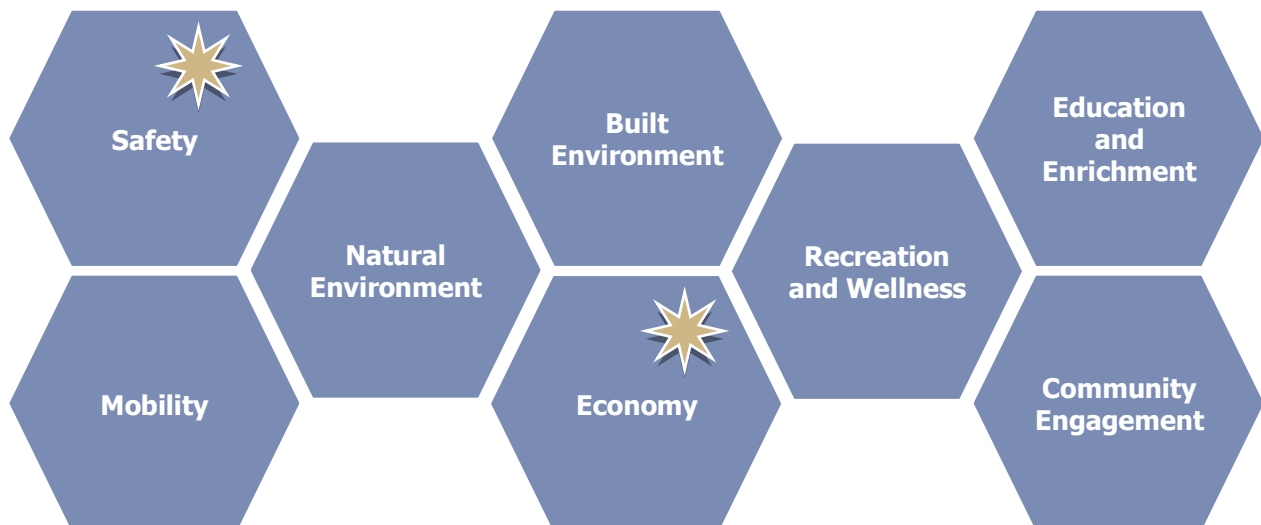 Safety
Built
Environment
Education
and
Enrichment
Natural
Environment
Recreation
and Wellness
Mobility
Economy
Community
Engagement